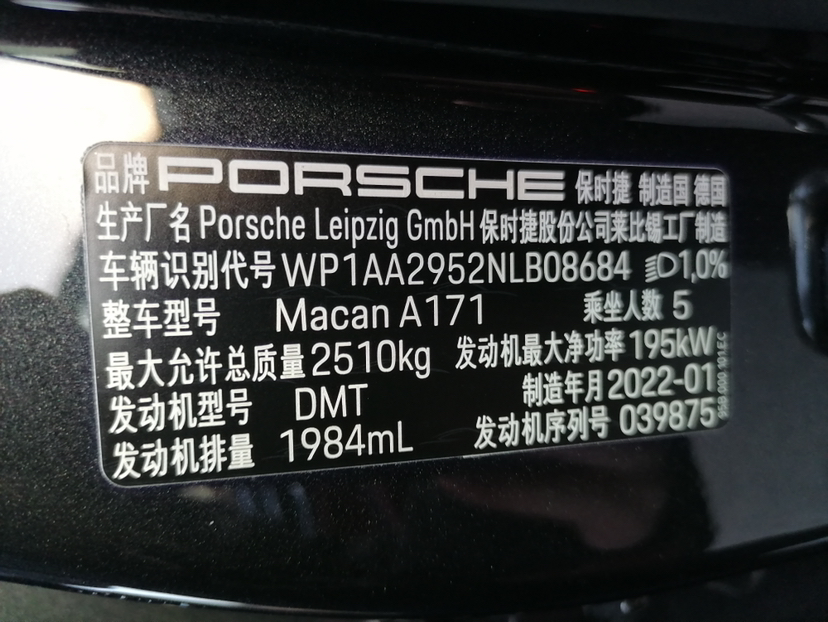 品牌 PORSCHE 保时捷 制造国 德国
生产厂名 Porsche Leipzig GmbH 保时捷股份公司莱比锡工厂制造
车辆识别代号 WP1AA2952NLB08684 1,0%
整车型号 Macan A171 乘坐人数 5
最大允许总质量 2510kg 发动机最大净功率 195kW
发动机型号 DMT 制造年月 2022-01
发动机排量 1984mL 发动机序列号 039875